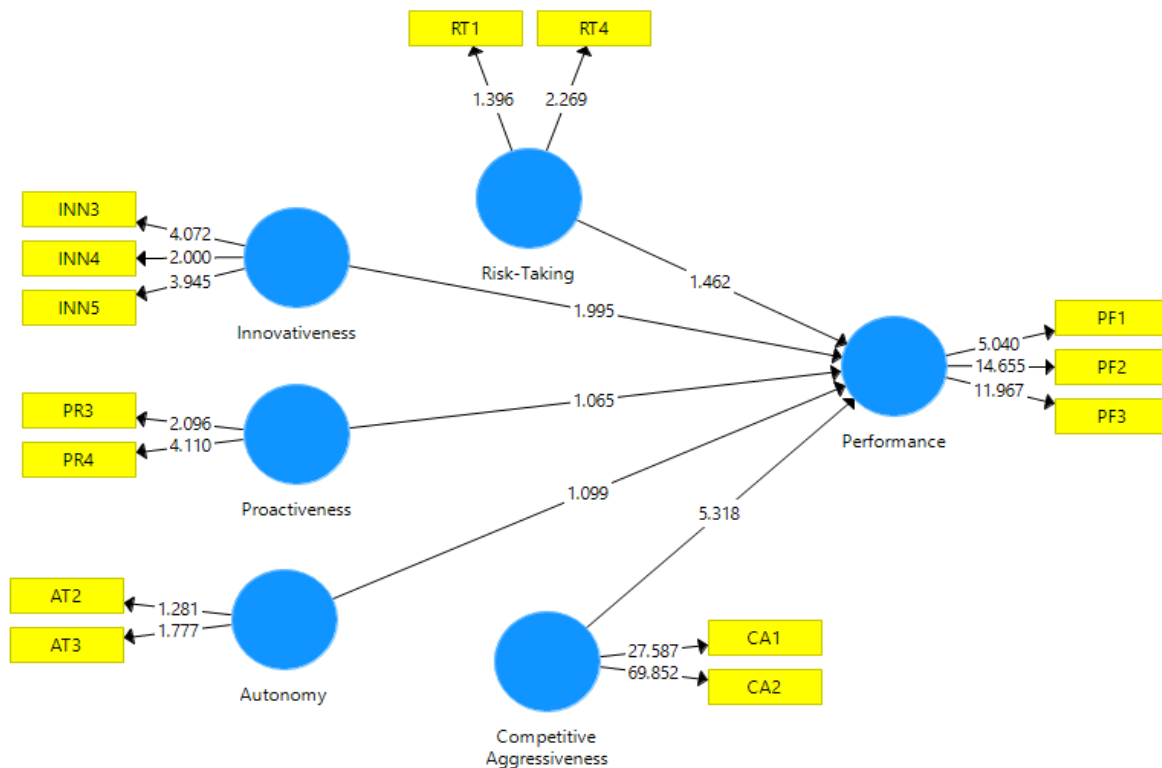 RT1
RT4
1.396
2.269
Risk-Taking
INN3
INN4
INN5
4.072
2.000
3.945
Innovativeness
1.462
1.995
PR3
PR4
2.096
4.110
Proactiveness
1.065
PF1
PF2
PF3
5.040
14.655
11.967
Performance
AT2
AT3
1.281
1.777
Autonomy
1.099
5.318
CA1
CA2
27.587
69.852
Competitive
Aggressiveness